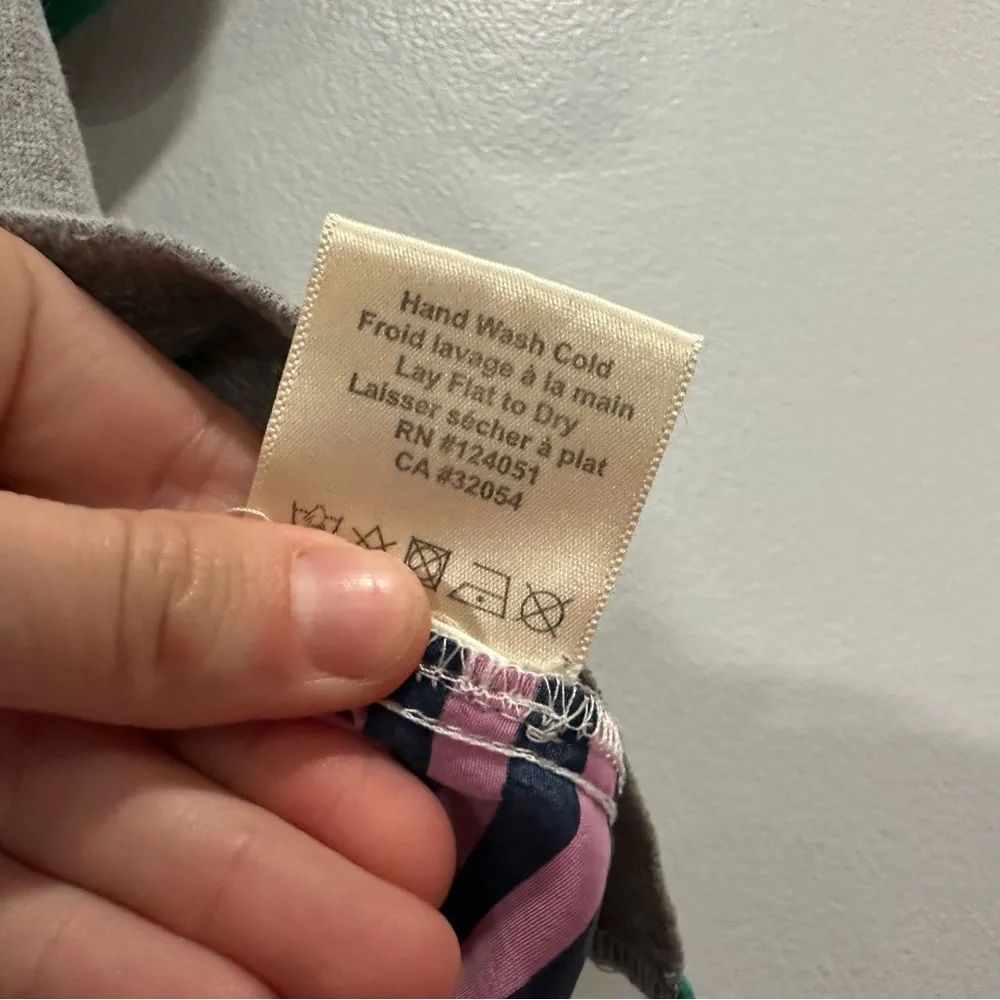 Hand Wash Cold
Froid lavage à la main
Lay Flat to Dry
Laisser sécher à plat
RN #124051
CA #32054